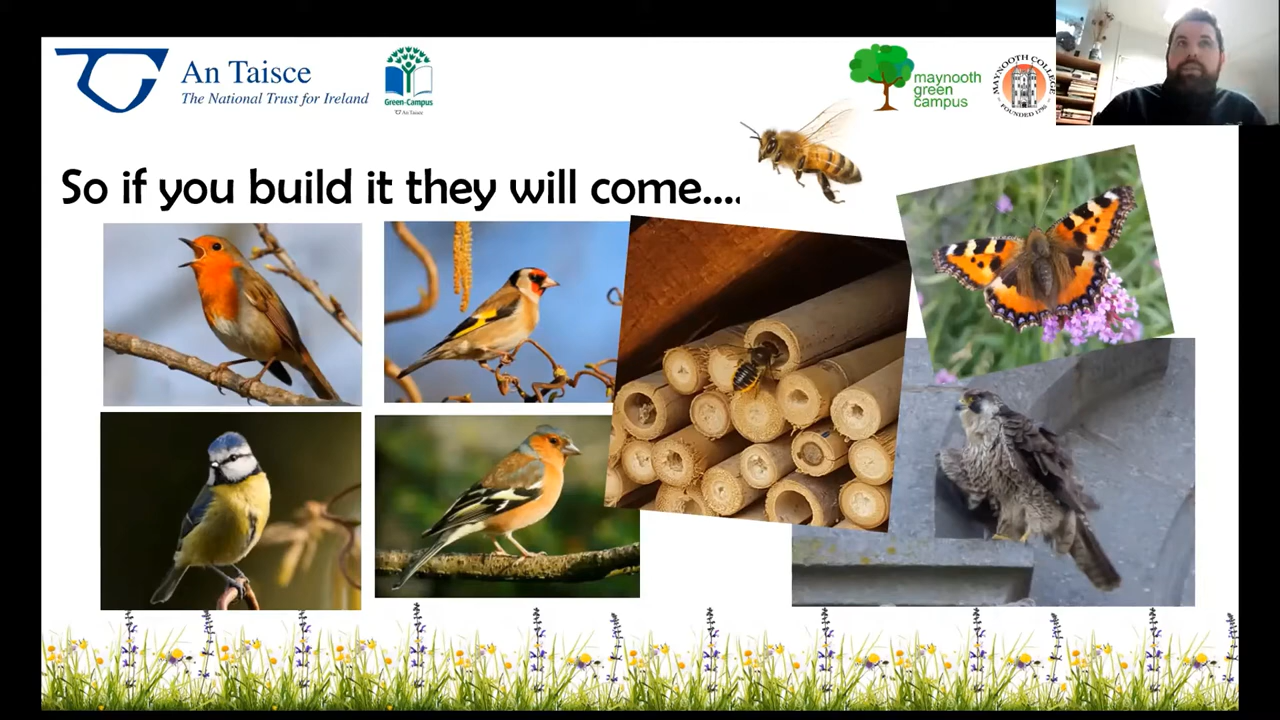 An Taisce
The National Trust for Ireland
Green-Campus
An Taisce
maynooth
green
campus
MAYNOOTH COLLEGE
FOUNDED 1795
So if you build it they will come....